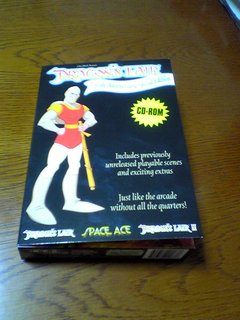 DRAGON'S LAIR
CD-ROM
Includes previously
unreleased playable scenes
and exciting extras
Just like the arcade
without all the quarters!
DRAGON'S LAIR SPACE ACE DRAGON'S LAIR II